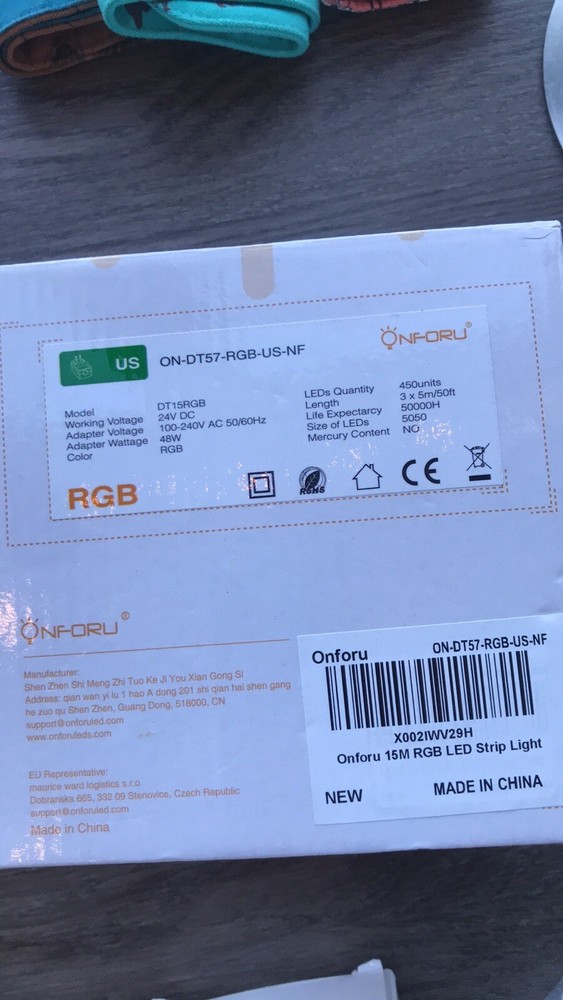 US
ON-DT57-RGB-US-NF
ONFORU®
Model DT15RGB
Working Voltage 24V DC
Adapter Voltage 100-240V AC 50/60Hz
Adapter Wattage 48W
Color RGB
LEDs Quantity 450units
Length 3 x 5m/50ft
Life Expectarcy 50000H
Size of LEDs 5050
Mercury Content NO
RGB
RoHS
CE
ONFORU®
Manufacturer:
Shen Zhen Shi Meng Zhi Tuo Ke Ji You Xian Gong Si
Address: qian wan yi lu 1 hao A dong 201 shi qian hai shen gang
he zuo qu Shen Zhen, Guang Dong, 518000, CN
support@onforuled.com
www.onforuleds.com
EU Representative:
maurice ward logistics s.r.o
Dobranska 665, 332 09 Stenovice, Czech Republic
support@onforuled.com
Made in China
Onforu ON-DT57-RGB-US-NF
X002IWV29H
Onforu 15M RGB LED Strip Light
NEW MADE IN CHINA